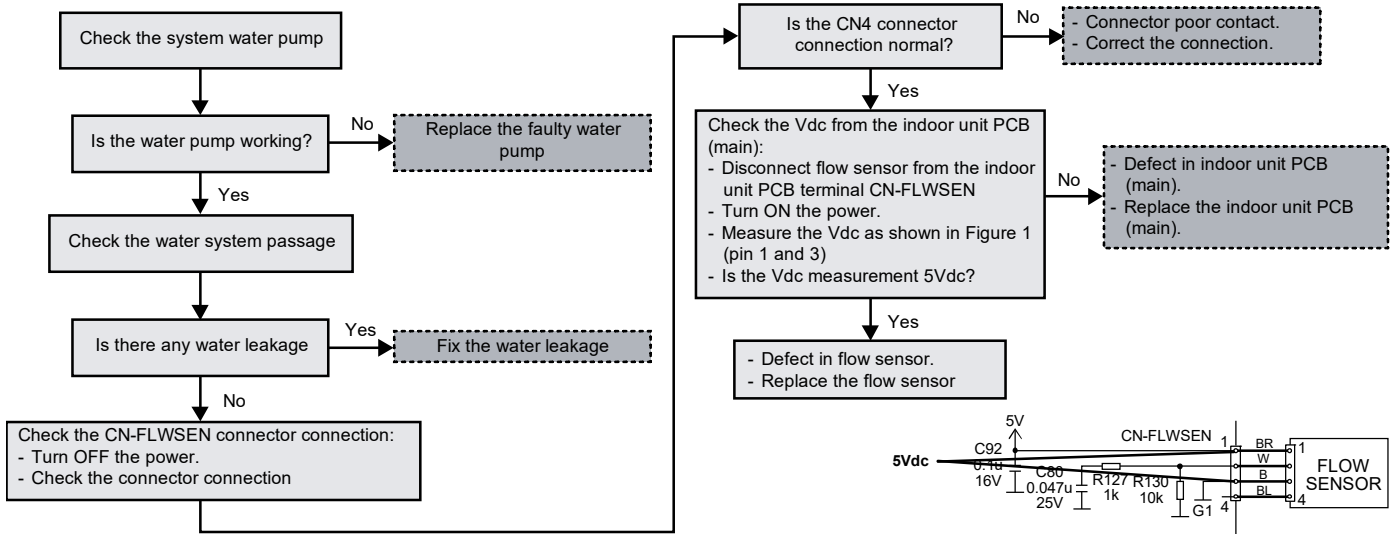 Check the system water pump
Is the water pump working?
No
Replace the faulty water
pump
Yes
Check the water system passage
Is there any water leakage
Yes
Fix the water leakage
No
Check the CN-FLWSEN connector connection:
- Turn OFF the power.
- Check the connector connection
Is the CN4 connector
connection normal?
No
- Connector poor contact.
- Correct the connection.
Yes
Check the Vdc from the indoor unit PCB
(main):
- Disconnect flow sensor from the indoor
unit PCB terminal CN-FLWSEN
- Turn ON the power.
- Measure the Vdc as shown in Figure 1
(pin 1 and 3)
- Is the Vdc measurement 5Vdc?
No
- Defect in indoor unit PCB
(main).
- Replace the indoor unit PCB
(main).
Yes
- Defect in flow sensor.
- Replace the flow sensor
5V
CN-FLWSEN
5Vdc
C92
0.1u
16V
C80
0.047u
25V
R127
1k
R130
10k
G1
1
4
BR
W
B
BL
1
4
FLOW
SENSOR